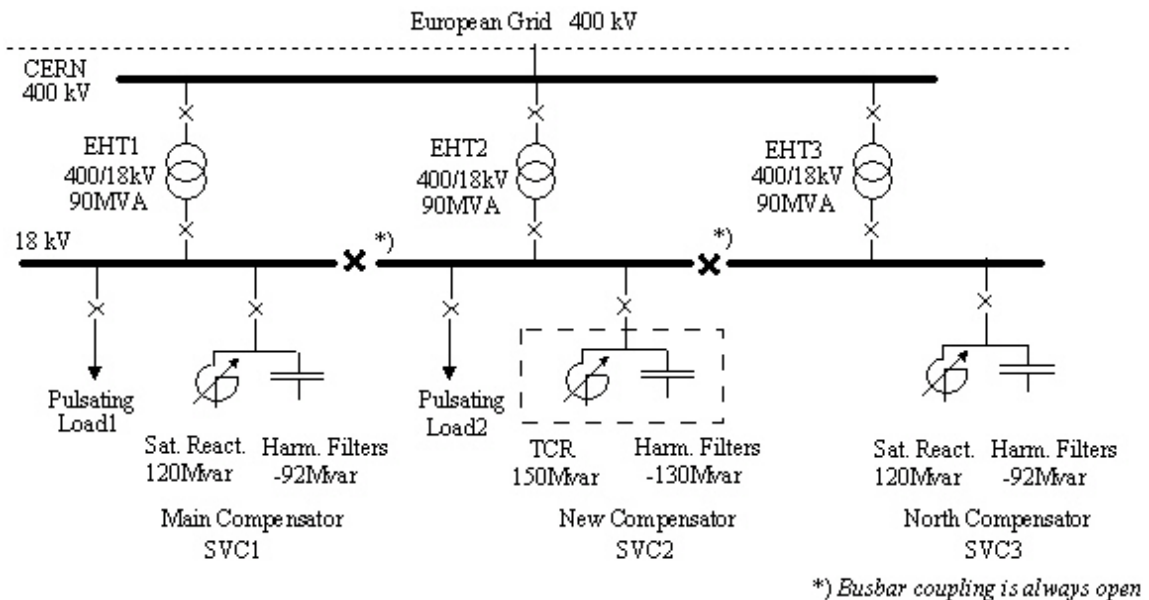 European Grid 400 kV
CERN
400 kV
EHT1
400/18kV
90MVA
EHT2
400/18kV
90MVA
EHT3
400/18kV
90MVA
18 kV
*)
*)
Pulsating
Load1
Sat. React.
120Mvar
Harm. Filters
-92Mvar
Main Compensator
SVC1
Pulsating
Load2
TCR
150Mvar
Harm. Filters
-130Mvar
New Compensator
SVC2
Sat. React.
120Mvar
Harm. Filters
-92Mvar
North Compensator
SVC3
*) Busbar coupling is always open